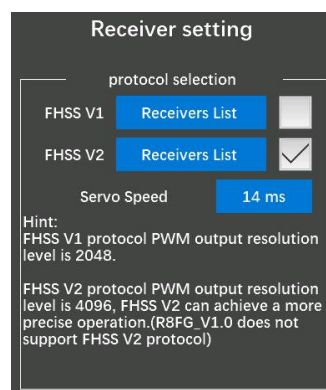 Receiver setting
protocol selection
FHSS V1 Receivers List
FHSS V2 Receivers List
Servo Speed 14 ms
Hint:
FHSS V1 protocol PWM output resolution
level is 2048.
FHSS V2 protocol PWM output resolution
level is 4096, FHSS V2 can achieve a more
precise operation.(R8FG_V1.0 does not
support FHSS V2 protocol)